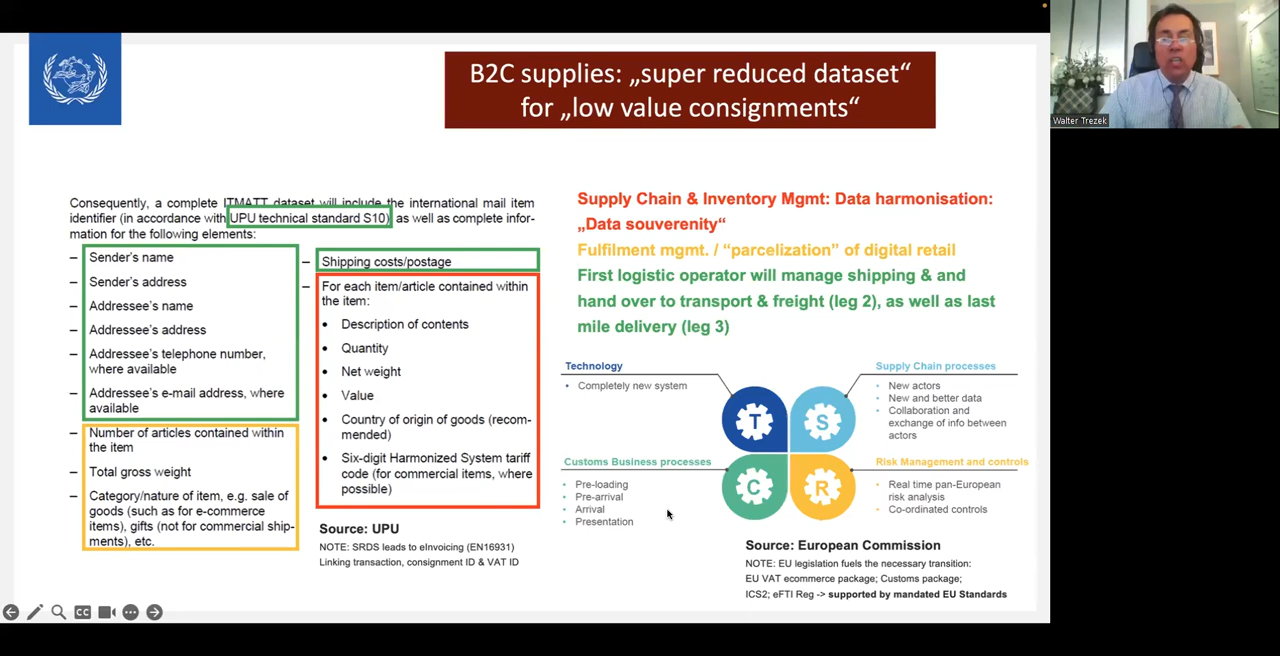 B2C supplies: „super reduced dataset“
for „low value consignments“
Walter Trezek
Consequently, a complete ITMATT dataset will include the international mail item
identifier (in accordance with UPU technical standard S10) as well as complete infor-
mation for the following elements:
– Sender's name
– Sender's address
– Addressee's name
– Addressee's address
– Addressee's telephone number,
where available
– Addressee's e-mail address, where
available
– Number of articles contained within
the item
– Total gross weight
– Category/nature of item, e.g. sale of
goods (such as for e-commerce
items), gifts (not for commercial ship-
ments), etc.
– Shipping costs/postage
– For each item/article contained within
the item:
• Description of contents
• Quantity
• Net weight
• Value
• Country of origin of goods (recom-
mended)
• Six-digit Harmonized System tariff
code (for commercial items, where
possible)
Source: UPU
NOTE: SRDS leads to eInvoicing (EN16931)
Linking transaction, consignment ID & VAT ID
Supply Chain & Inventory Mgmt: Data harmonisation:
„Data souverenity“
Fulfilment mgmt. / “parcelization” of digital retail
First logistic operator will manage shipping & and
hand over to transport & freight (leg 2), as well as last
mile delivery (leg 3)
Technology
• Completely new system
Supply Chain processes
• New actors
• New and better data
• Collaboration and
exchange of info between
actors
T
S
C
R
Customs Business processes
• Pre-loading
• Pre-arrival
• Arrival
• Presentation
Risk Management and controls
• Real time pan-European
risk analysis
• Co-ordinated controls
Source: European Commission
NOTE: EU legislation fuels the necessary transition:
EU VAT ecommerce package; Customs package;
ICS2; eFTI Reg -> supported by mandated EU Standards
CC